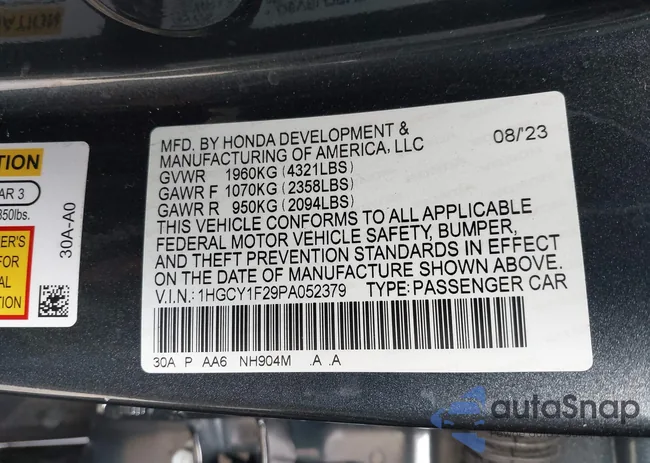 TION
AR 3
350lbs.
ER'S
FOR
AL
TION
30A-A0
MFD. BY HONDA DEVELOPMENT & 08/'23
MANUFACTURING OF AMERICA, LLC
GVWR 1960KG (4321LBS)
GAWR F 1070KG (2358LBS)
GAWR R 950KG (2094LBS)
THIS VEHICLE CONFORMS TO ALL APPLICABLE
FEDERAL MOTOR VEHICLE SAFETY, BUMPER,
AND THEFT PREVENTION STANDARDS IN EFFECT
ON THE DATE OF MANUFACTURE SHOWN ABOVE.
V.I.N.: 1HGCY1F29PA052379 TYPE: PASSENGER CAR
30A P AA6 NH904M .A .A
autoSnap